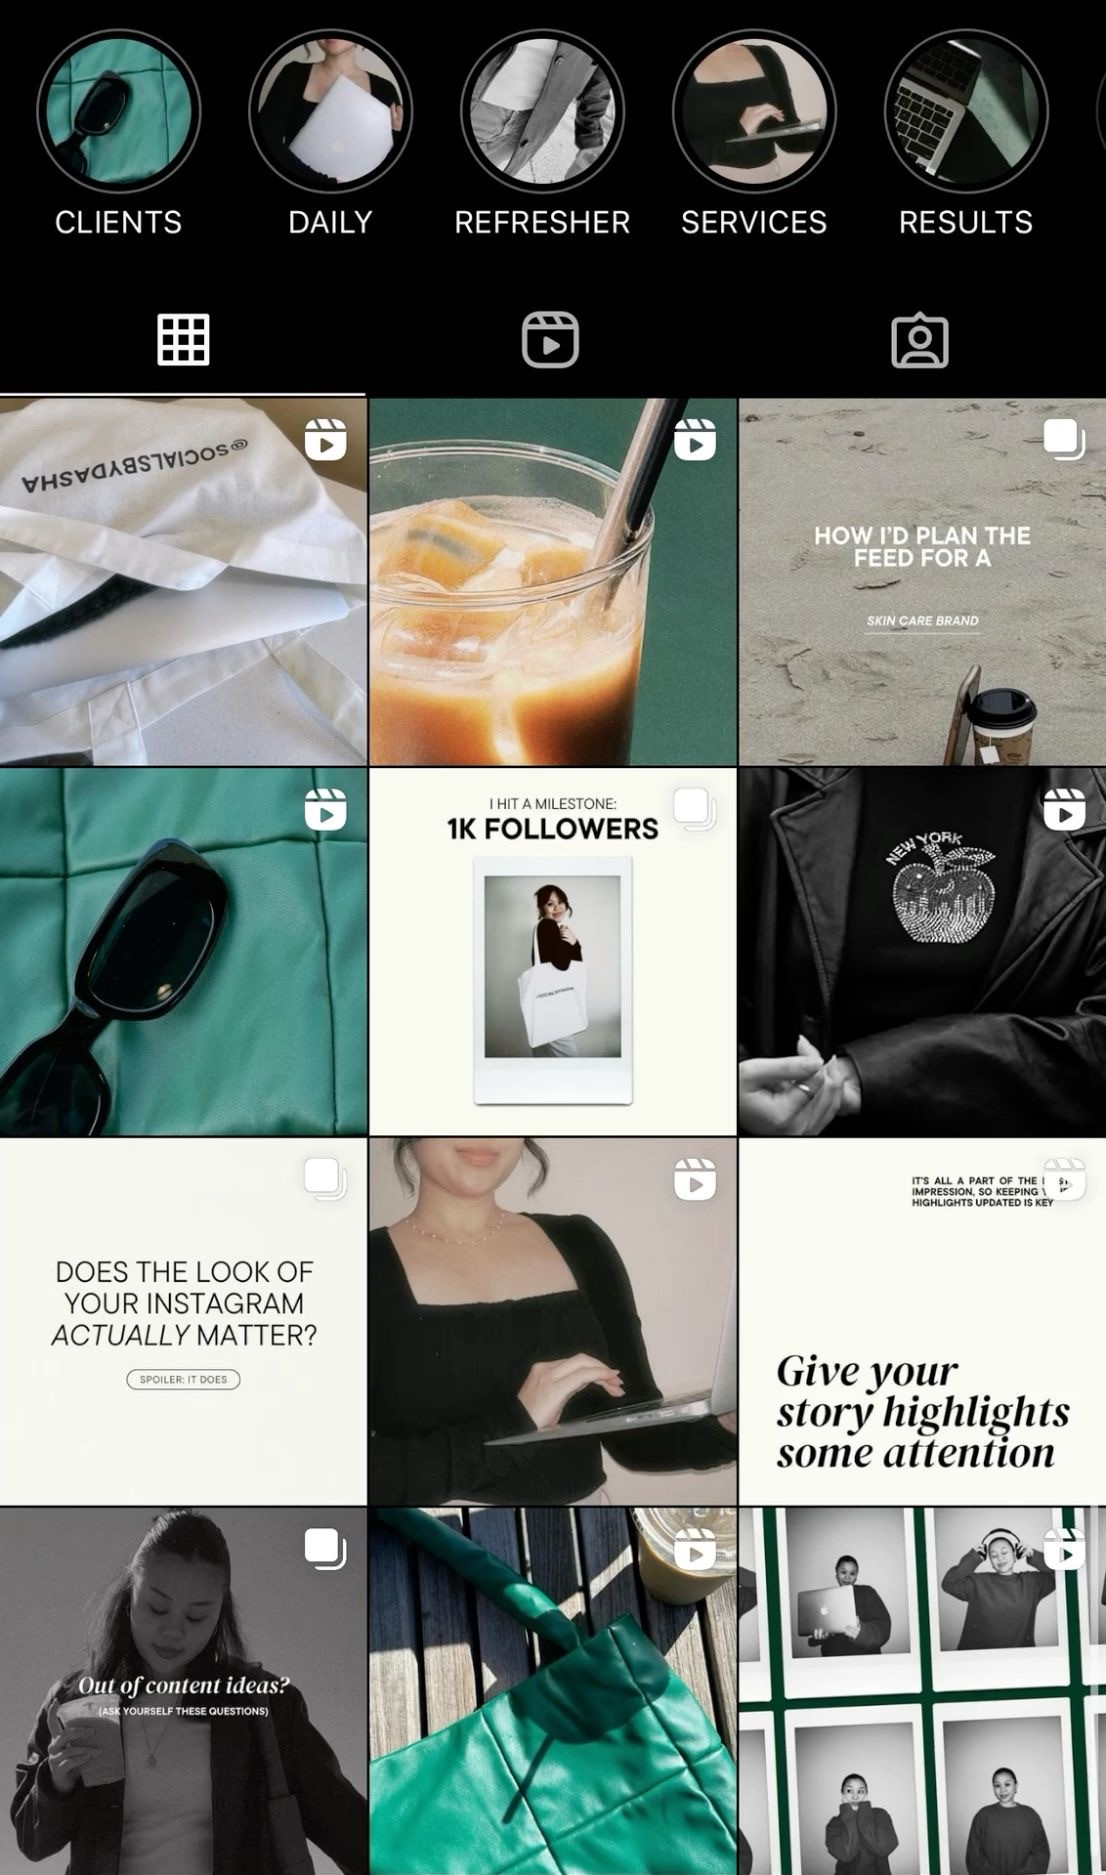 CLIENTS
DAILY
REFRESHER
SERVICES
RESULTS
@SOCIALSBYDASHA
HOW I'D PLAN THE
FEED FOR A
SKIN CARE BRAND
I HIT A MILESTONE:
1K FOLLOWERS
@SOCIALSBYDASHA
NEW YORK
DOES THE LOOK OF
YOUR INSTAGRAM
ACTUALLY MATTER?
SPOILER: IT DOES
IT'S ALL A PART OF THE
IMPRESSION, SO KEEPING
HIGHLIGHTS UPDATED IS KEY
Give your
story highlights
some attention
Out of content ideas?
(ASK YOURSELF THESE QUESTIONS)